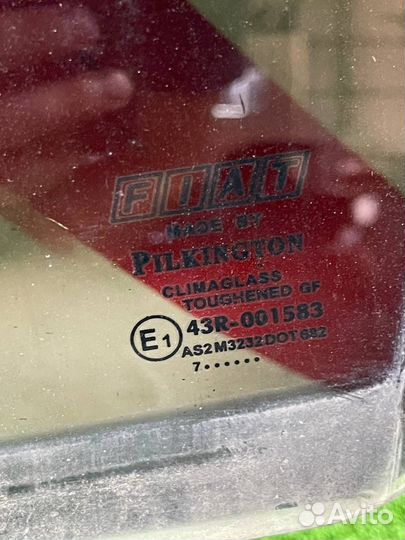 FIAT
MADE BY
PILKINGTON
CLIMAGLASS
TOUGHENED GF
E1 43R-001583
AS2 M3232 DOT 682
7······
Avito